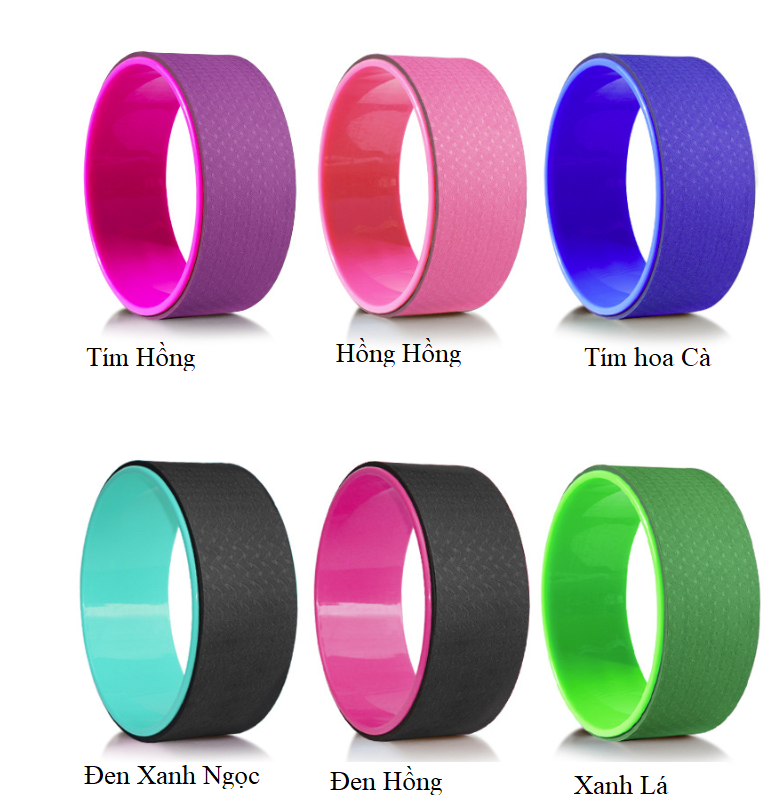 Tím Hồng
Hồng Hồng
Tím hoa Cà
Đen Xanh Ngọc
Đen Hồng
Xanh Lá